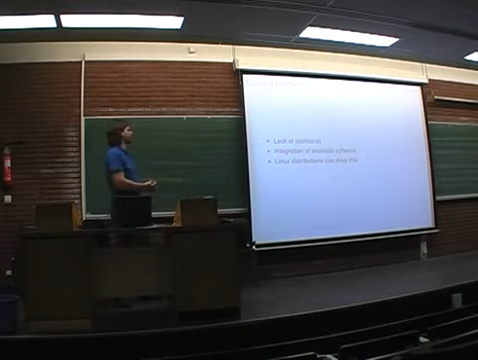 Lack of standards
Integration of available software
Linux distributions can drive this